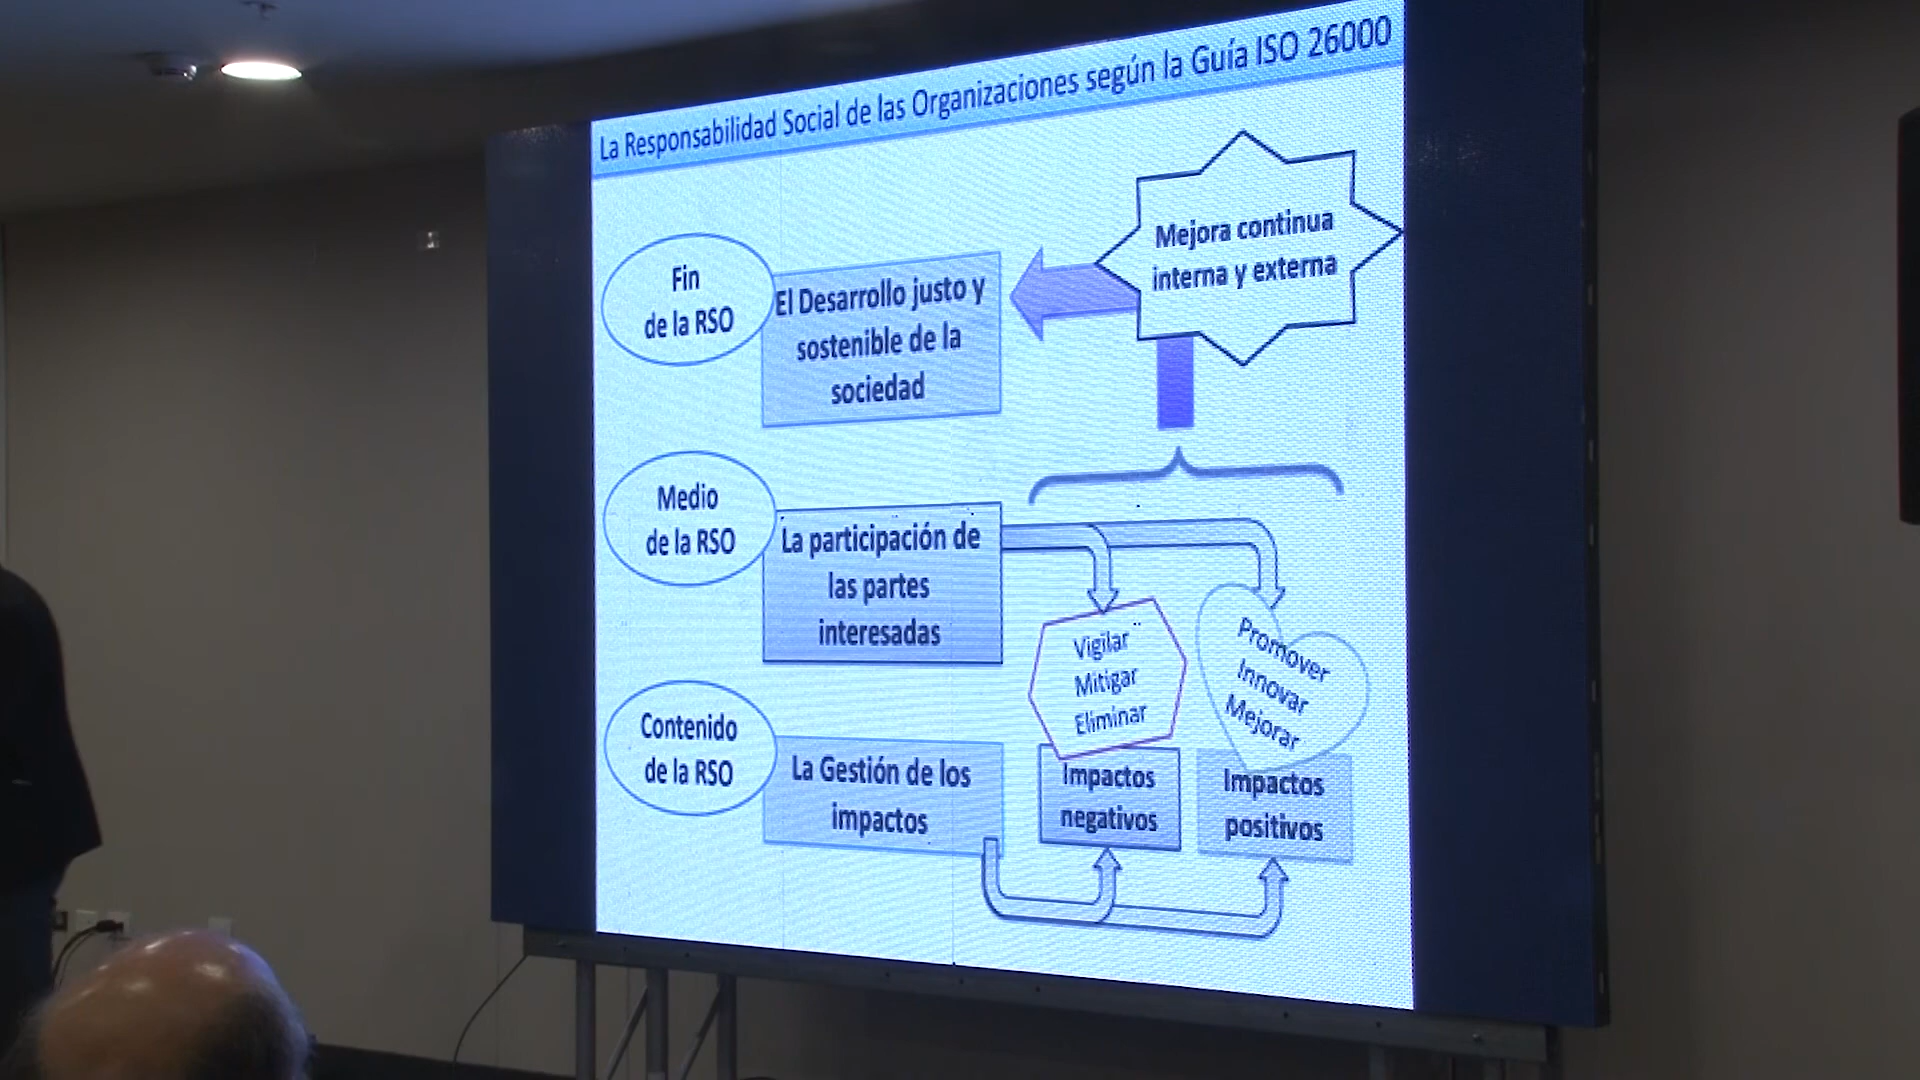 La Responsabilidad Social de las Organizaciones según la Guía ISO 26000
Mejora continua
interna y externa
Fin
de la RSO
El Desarrollo justo y
sostenible de la
sociedad
Medio
de la RSO
La participación de
las partes
interesadas
Vigilar
Mitigar
Eliminar
Promover
Innovar
Mejorar
Contenido
de la RSO
La Gestión de los
impactos
Impactos
negativos
Impactos
positivos